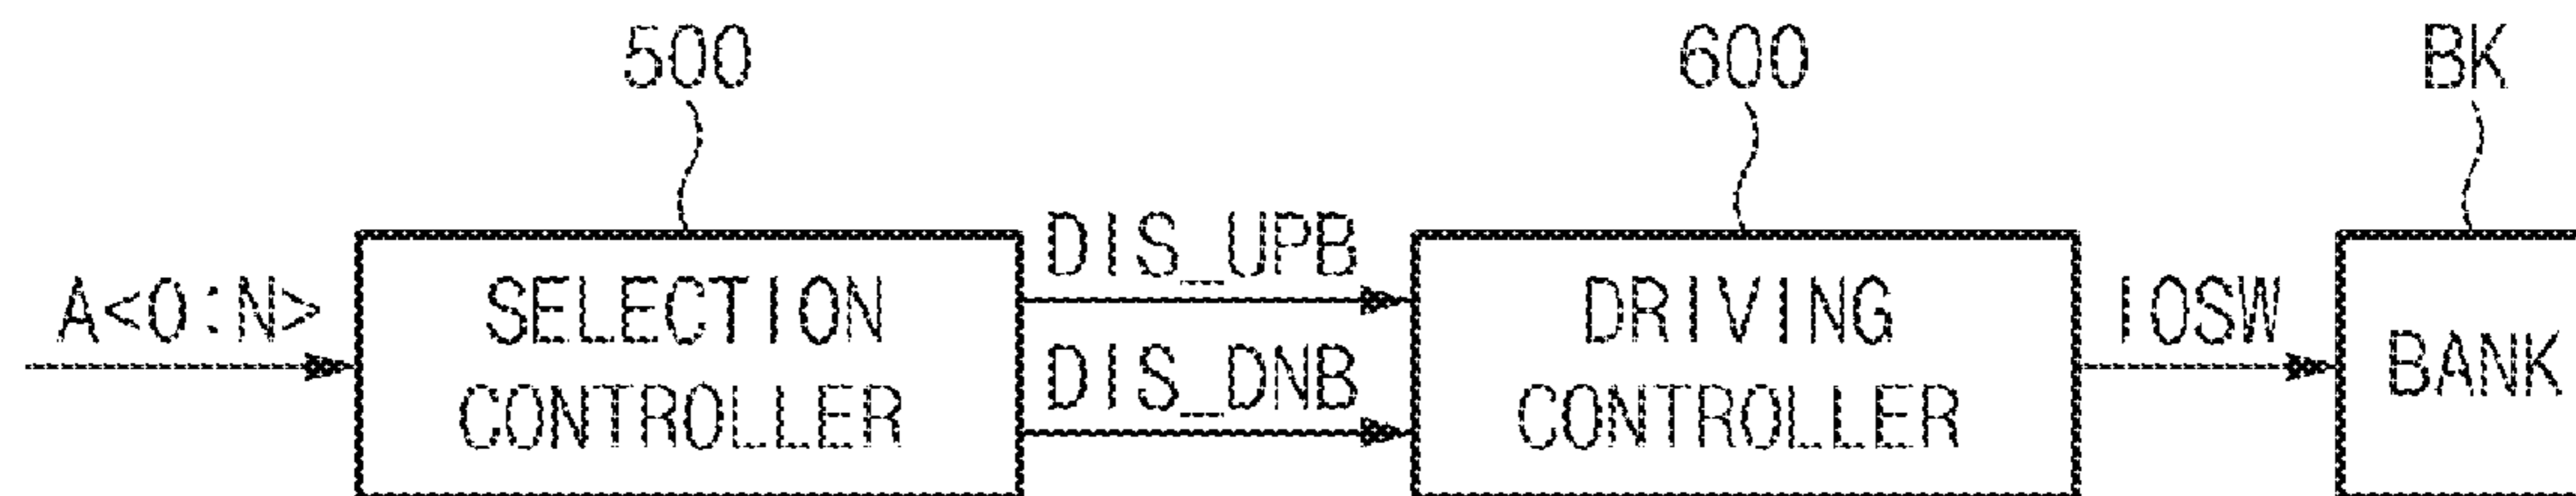 500
600
BK
A<0:N>
SELECTION
CONTROLLER
DIS_UPB
DIS_DNB
DRIVING
CONTROLLER
IOSW
BANK